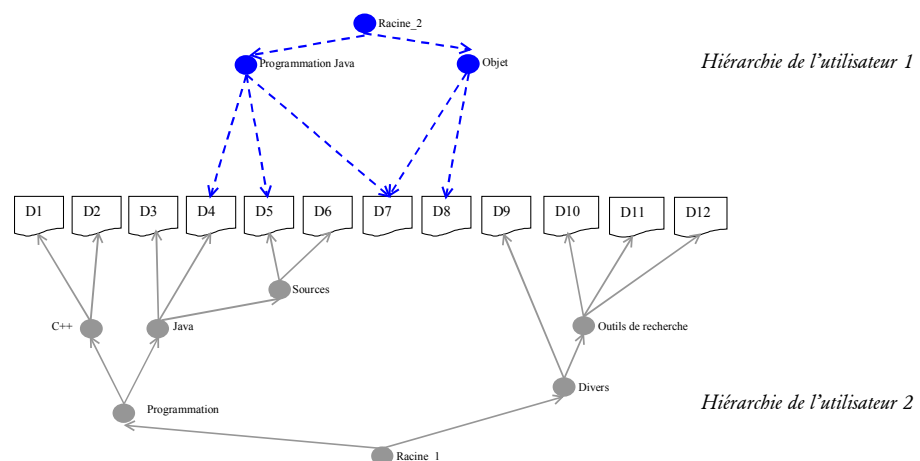 Racine_2
Programmation Java
Objet
Hiérarchie de l'utilisateur 1
D1 D2 D3 D4 D5 D6 D7 D8 D9 D10 D11 D12
Sources
C++
Java
Outils de recherche
Divers
Programmation
Hiérarchie de l'utilisateur 2
Racine_1